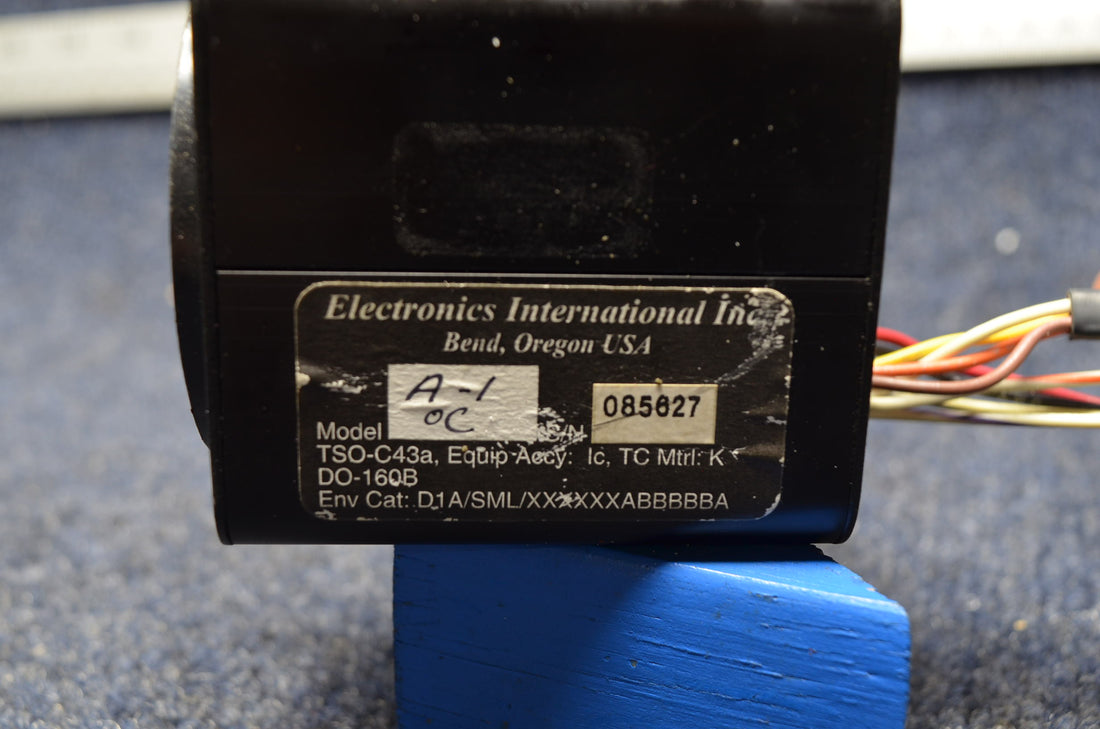 Electronics International Inc.
Bend, Oregon USA
A-1
°C
085627
Model S/N
TSO-C43a, Equip Accy: Ic, TC Mtrl: K
DO-160B
Env Cat: D1A/SML/XXXXXXABBBBBA